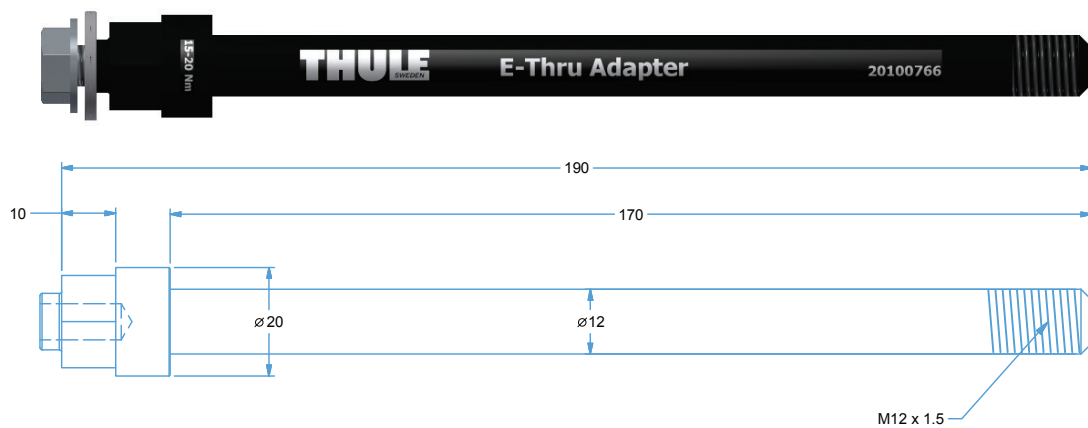 15-20 Nm
THULE
SWEDEN
E-Thru Adapter
20100766
190
10
170
⌀20
⌀12
M12 x 1.5